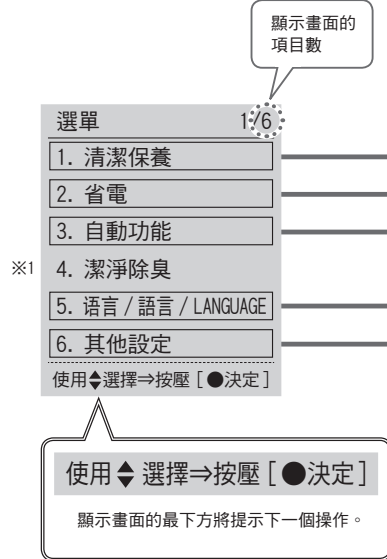 顯示畫面的
項目數
選單 1/6
1. 清潔保養
2. 省電
3. 自動功能
※1 4. 潔淨除臭
5. 语言 / 語言 / LANGUAGE
6. 其他設定
使用◆選擇⇒按壓 [ ●決定 ]
使用◆選擇⇒按壓 [ ●決定 ]
顯示畫面的最下方將提示下一個操作。